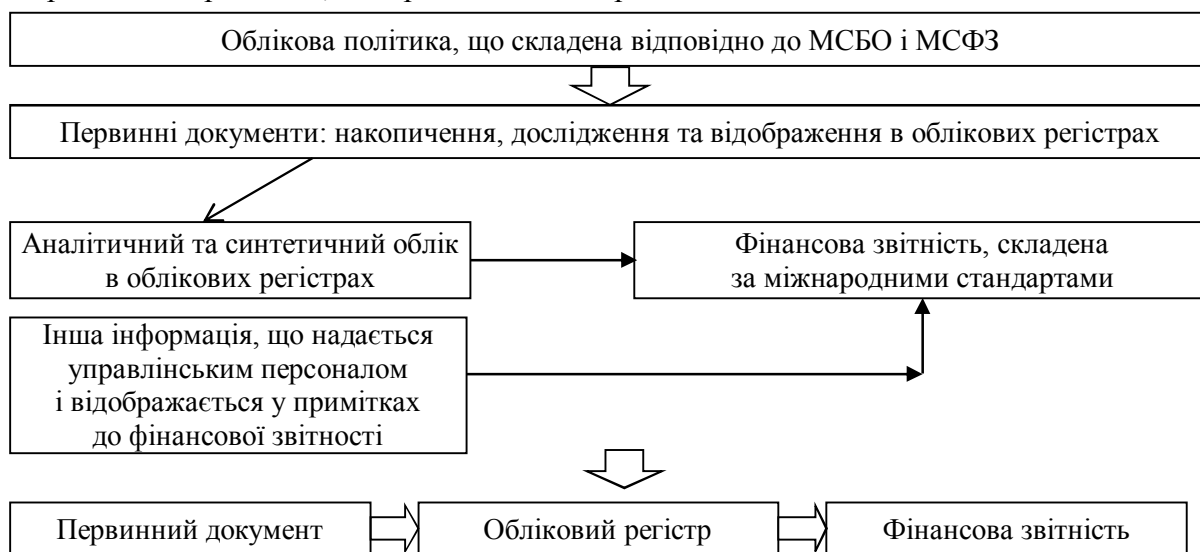 Облікова політика, що складена відповідно до МСБО і МСФЗ
Первинні документи: накопичення, дослідження та відображення в облікових регістрах
Аналітичний та синтетичний облік
в облікових регістрах
Фінансова звітність, складена
за міжнародними стандартами
Інша інформація, що надається
управлінським персоналом
і відображається у примітках
до фінансової звітності
Первинний документ
Обліковий регістр
Фінансова звітність